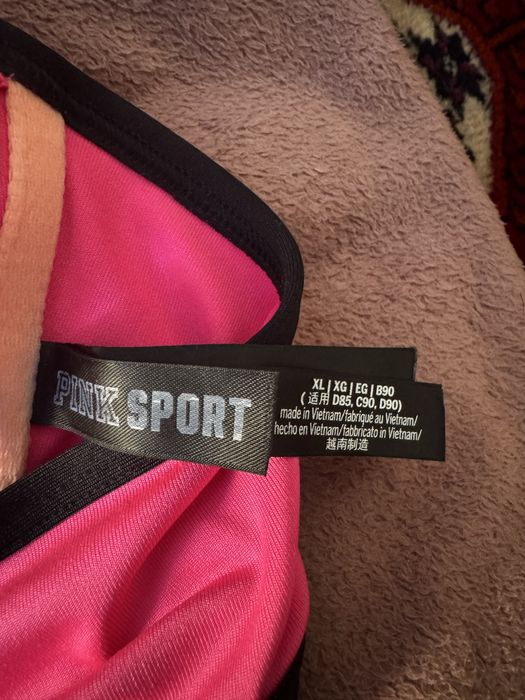 PINK SPORT
XL | XG | EG | B90
(适用 D85, C90, D90)
made in Vietnam/fabriqué au Vietnam/
hecho en Vietnam/fabbricato in Vietnam/
越南制造